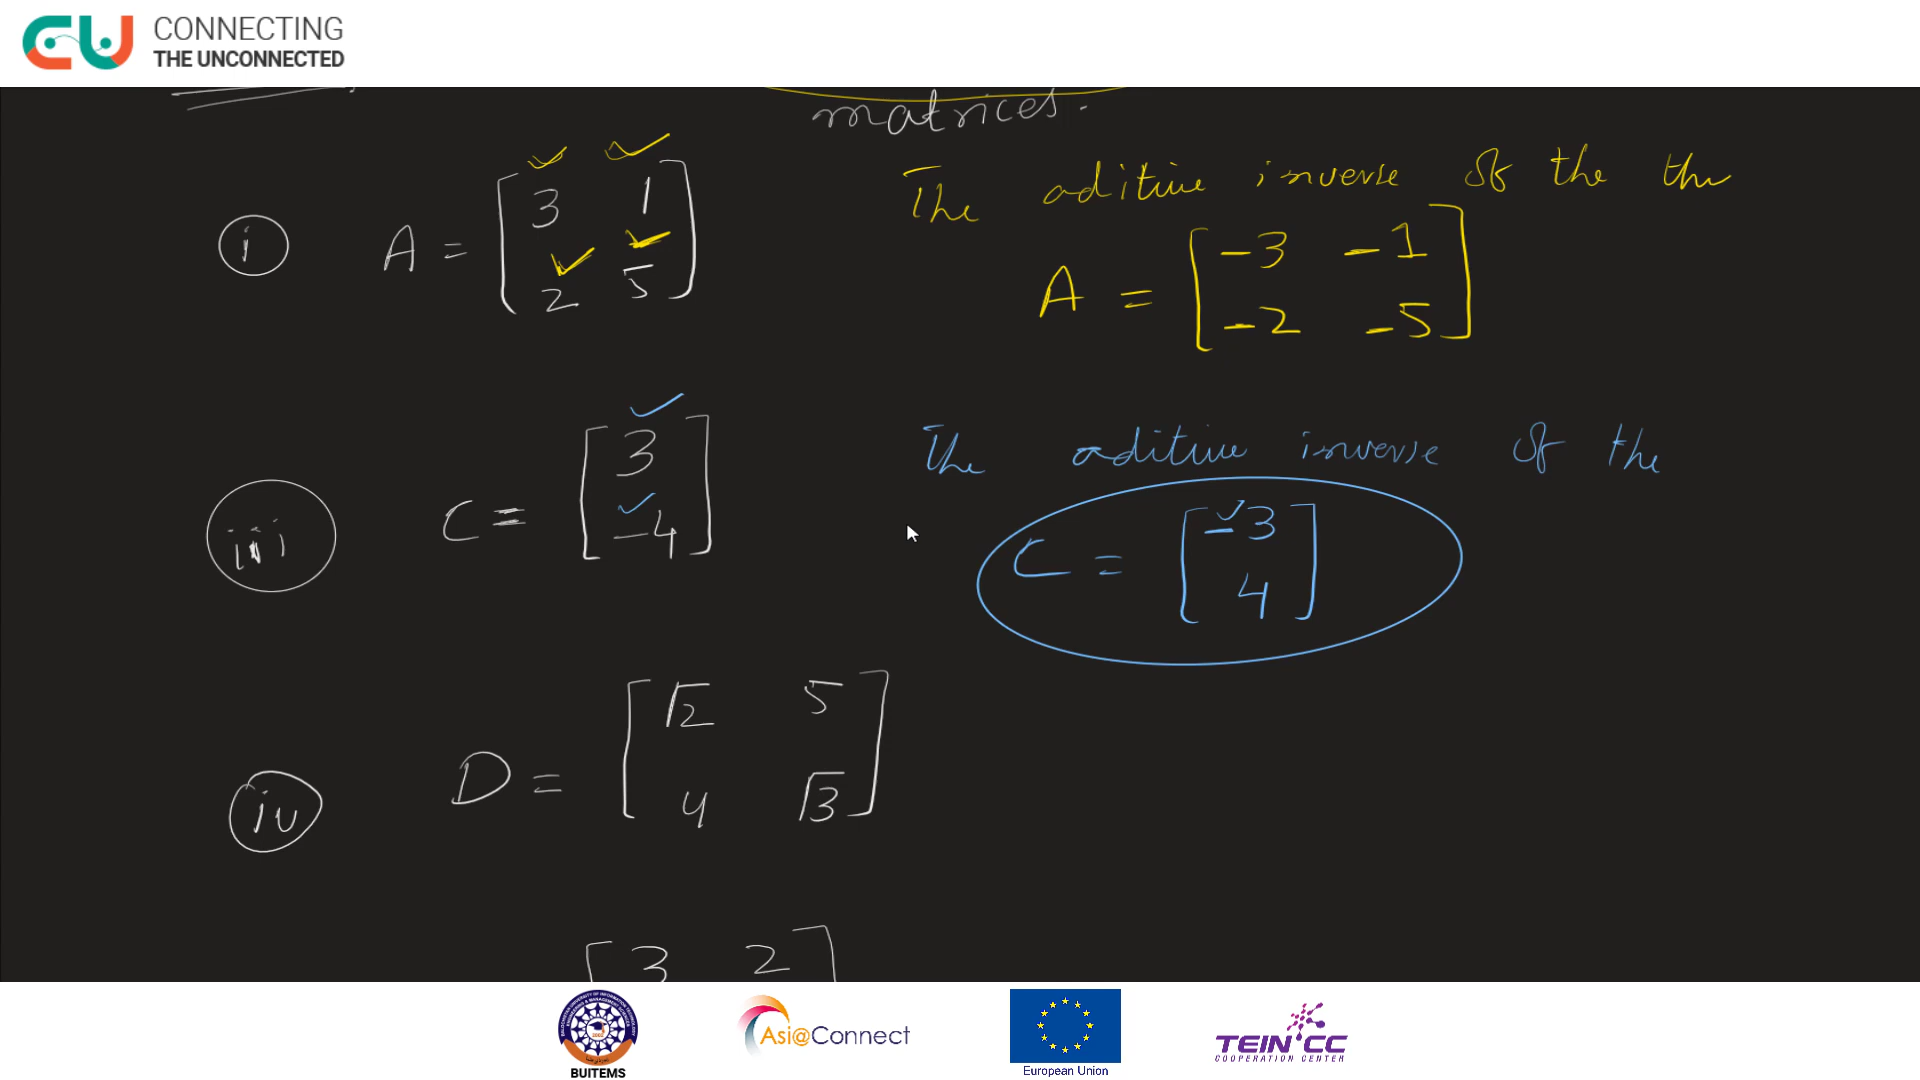 CONNECTING
THE UNCONNECTED
matrices.
i A = [ 3 1
2 5 ]
The aditive inverse of the the
A = [ -3 -1
-2 -5 ]
iii C = [ 3
-4 ]
The aditive inverse of the
C = [ -3
4 ]
iv D = [ √2 5
4 √3 ]
[ 3 2 ]
BUITEMS
Asi@Connect
European Union
TEIN*CC
COOPERATION CENTER